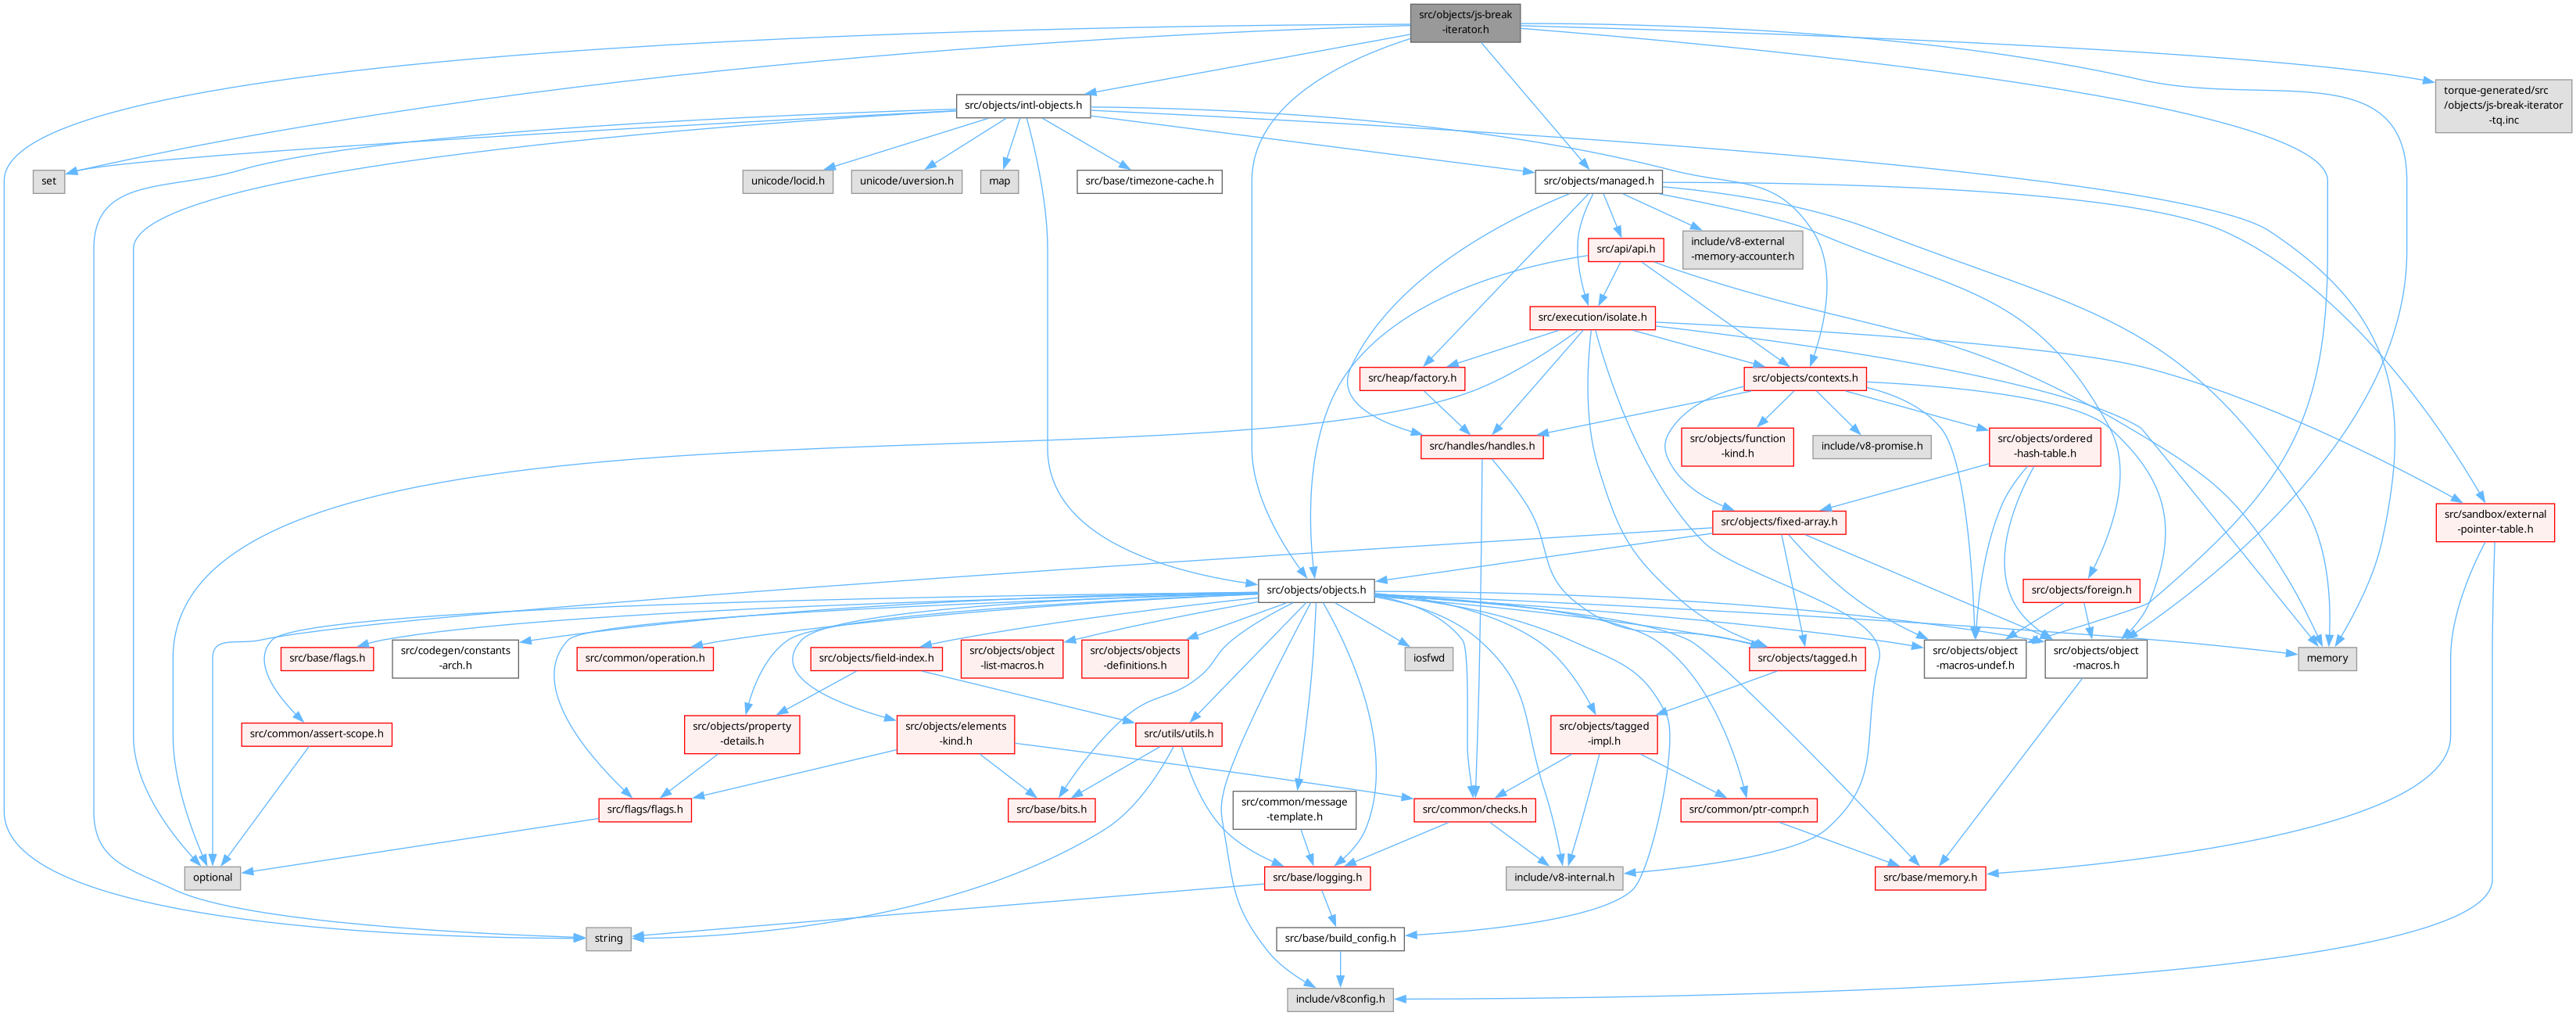 src/objects/js-break
-iterator.h
torque-generated/src
/objects/js-break-iterator
-tq.inc
src/objects/intl-objects.h
set
unicode/locid.h
unicode/uversion.h
map
src/base/timezone-cache.h
src/objects/managed.h
src/api/api.h
include/v8-external
-memory-accounter.h
src/execution/isolate.h
src/heap/factory.h
src/objects/contexts.h
src/handles/handles.h
src/objects/function
-kind.h
include/v8-promise.h
src/objects/ordered
-hash-table.h
src/objects/fixed-array.h
src/sandbox/external
-pointer-table.h
src/objects/objects.h
src/objects/foreign.h
src/base/flags.h
src/codegen/constants
-arch.h
src/common/operation.h
src/objects/field-index.h
src/objects/object
-list-macros.h
src/objects/objects
-definitions.h
iosfwd
src/objects/tagged.h
src/objects/object
-macros-undef.h
src/objects/object
-macros.h
memory
src/common/assert-scope.h
src/objects/property
-details.h
src/objects/elements
-kind.h
src/utils/utils.h
src/objects/tagged
-impl.h
src/flags/flags.h
src/base/bits.h
src/common/message
-template.h
src/common/checks.h
src/common/ptr-compr.h
optional
src/base/logging.h
include/v8-internal.h
src/base/memory.h
string
src/base/build_config.h
include/v8config.h